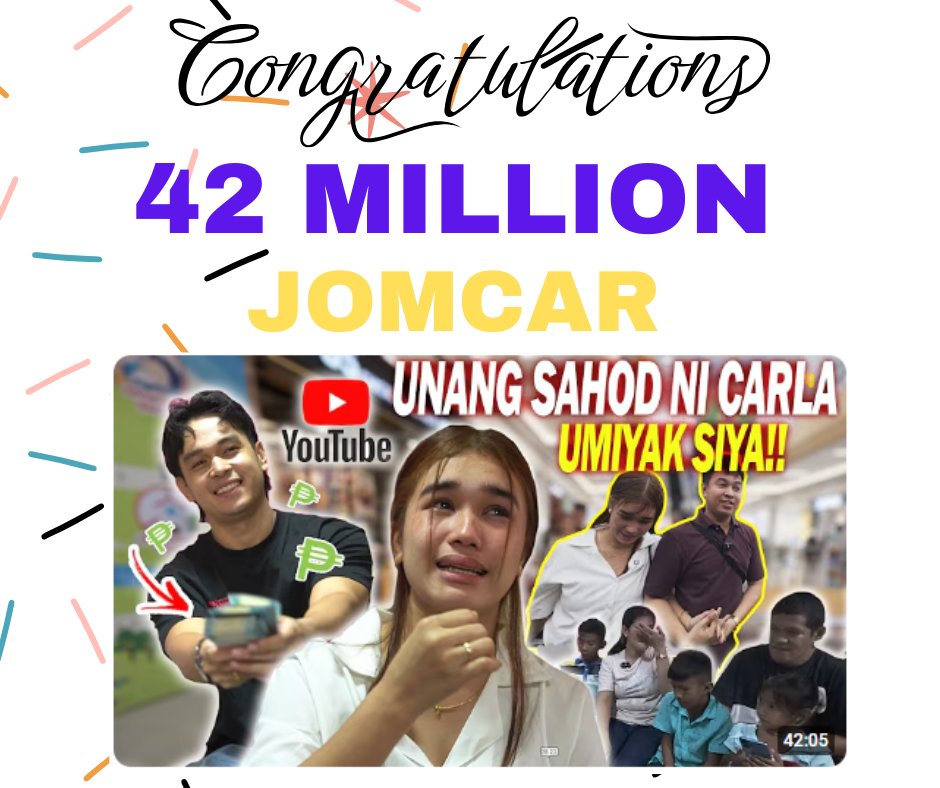 Congratulations
42 MILLION
JOMCAR
UNANG SAHOD NI CARLA
YouTube
UMIYAK SIYA!!
42:05